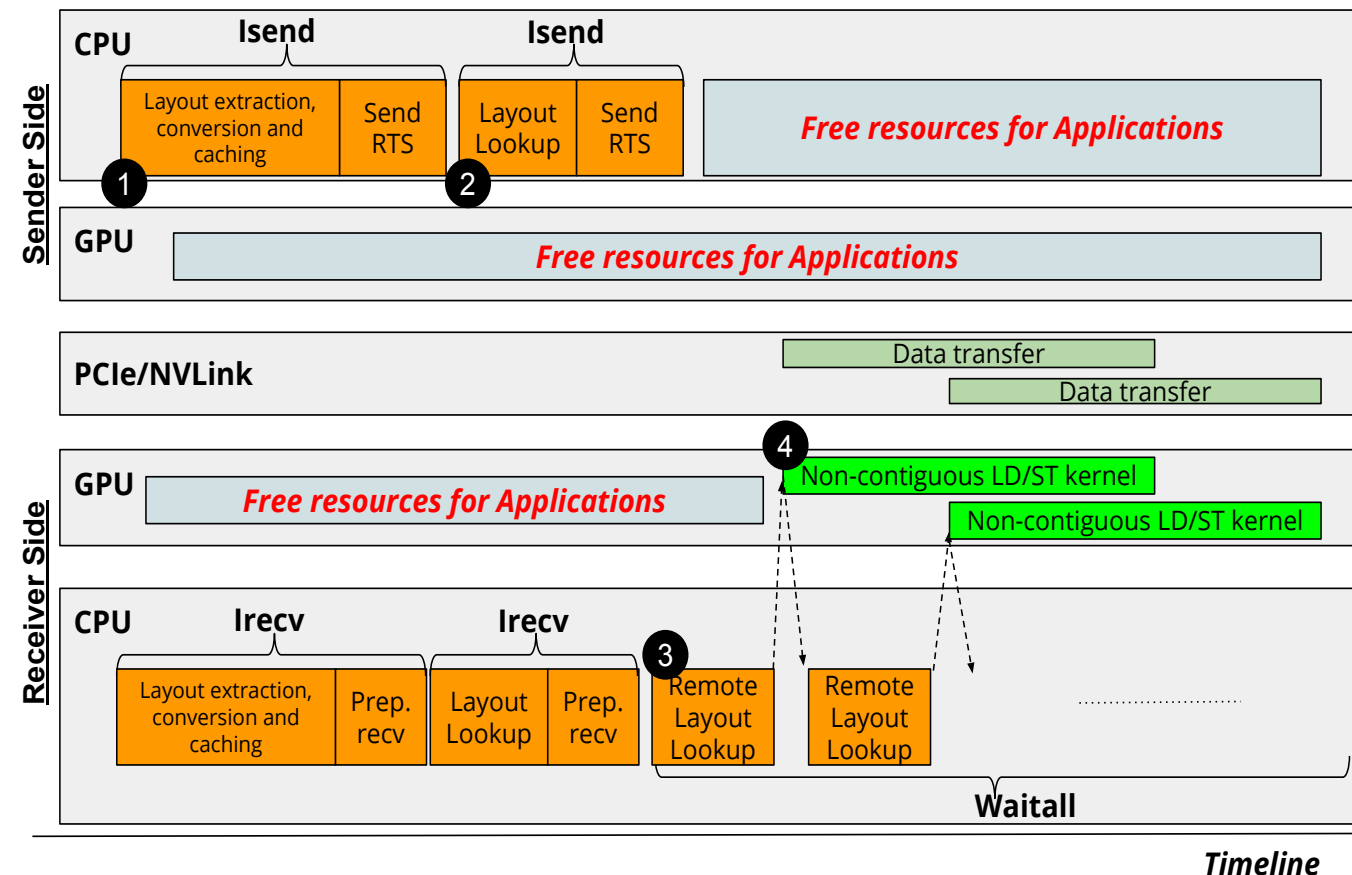 Sender Side
CPU
Isend
Isend
Layout extraction,
conversion and
caching
Send
RTS
Layout
Lookup
Send
RTS
Free resources for Applications
1
2
GPU
Free resources for Applications
PCIe/NVLink
Data transfer
Data transfer
Receiver Side
GPU
Free resources for Applications
4
Non-contiguous LD/ST kernel
Non-contiguous LD/ST kernel
CPU
Irecv
Irecv
3
Layout extraction,
conversion and
caching
Prep.
recv
Layout
Lookup
Prep.
recv
Remote
Layout
Lookup
Remote
Layout
Lookup
Waitall
Timeline